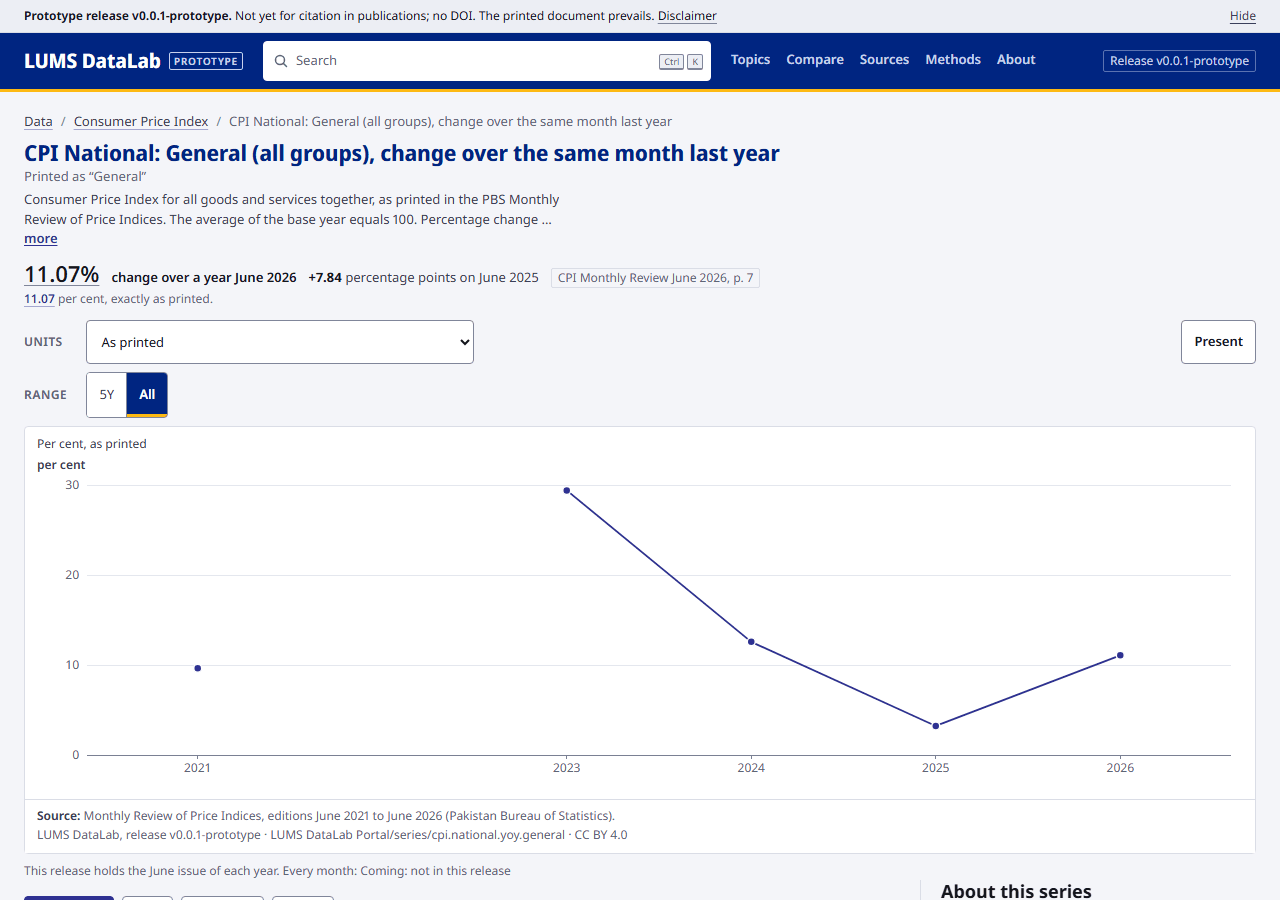 Prototype release v0.0.1-prototype. Not yet for citation in publications; no DOI. The printed document prevails. Disclaimer
Hide
LUMS DataLab PROTOTYPE
Search
Ctrl K
Topics Compare Sources Methods About
Release v0.0.1-prototype
Data / Consumer Price Index / CPI National: General (all groups), change over the same month last year
CPI National: General (all groups), change over the same month last year
Printed as “General”
Consumer Price Index for all goods and services together, as printed in the PBS Monthly
Review of Price Indices. The average of the base year equals 100. Percentage change ...
more
11.07% change over a year June 2026 +7.84 percentage points on June 2025 CPI Monthly Review June 2026, p. 7
11.07 per cent, exactly as printed.
UNITS As printed Present
RANGE 5Y All
Per cent, as printed
per cent
30
20
10
0
2021 2023 2024 2025 2026
Source: Monthly Review of Price Indices, editions June 2021 to June 2026 (Pakistan Bureau of Statistics).
LUMS DataLab, release v0.0.1-prototype · LUMS DataLab Portal/series/cpi.national.yoy.general · CC BY 4.0
This release holds the June issue of each year. Every month: Coming: not in this release
About this series